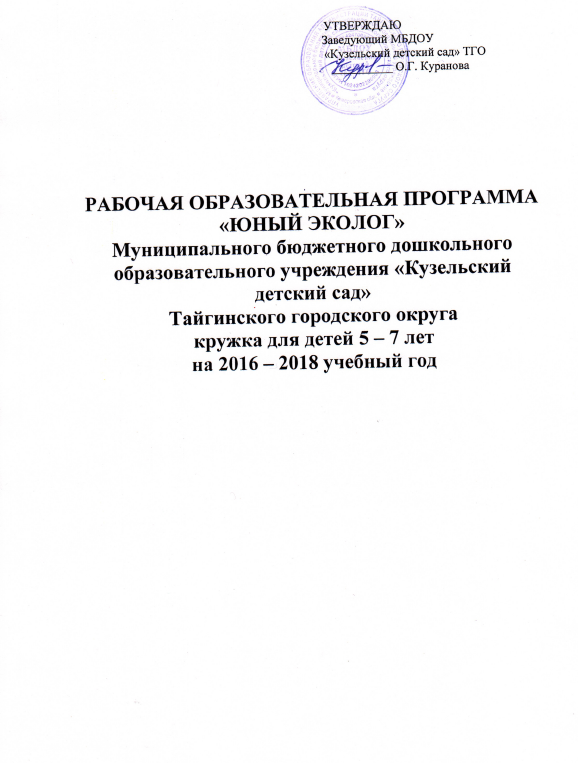 УТВЕРЖДАЮ
Заведующий МБДОУ
«Кузельский детский сад» ТГО
О.Г. Куранова
РАБОЧАЯ ОБРАЗОВАТЕЛЬНАЯ ПРОГРАММА
«ЮНЫЙ ЭКОЛОГ»
Муниципального бюджетного дошкольного
образовательного учреждения «Кузельский
детский сад»
Тайгинского городского округа
кружка для детей 5 – 7 лет
на 2016 – 2018 учебный год